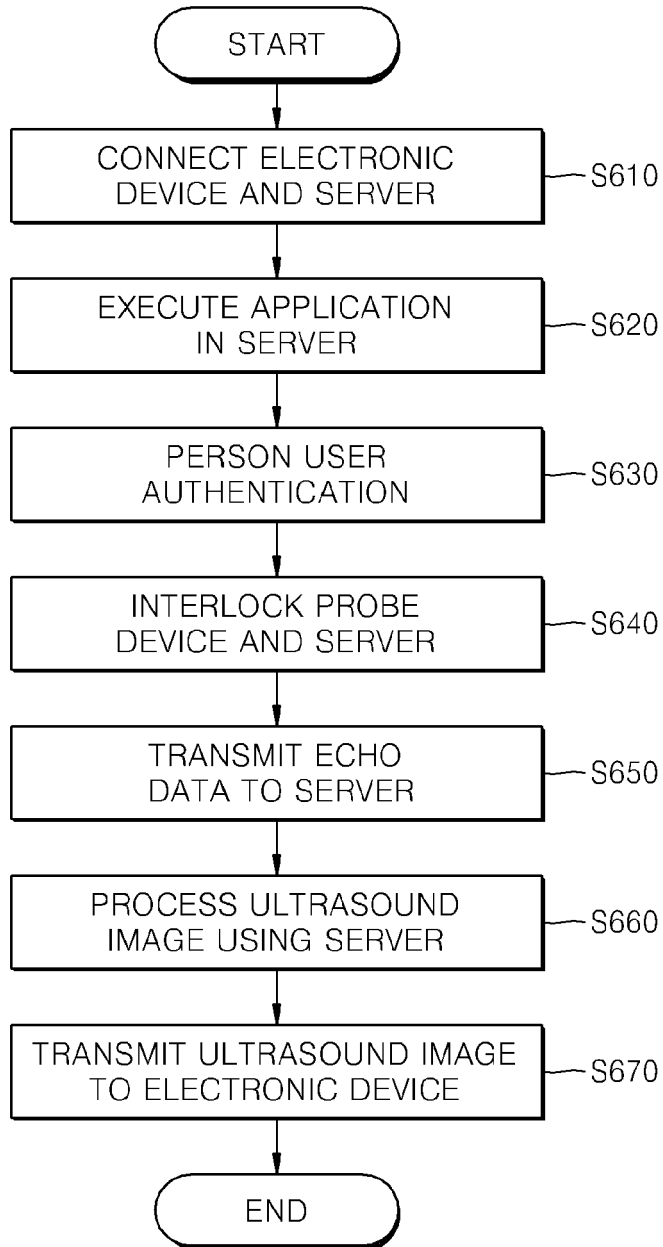 START
CONNECT ELECTRONIC
DEVICE AND SERVER
S610
EXECUTE APPLICATION
IN SERVER
S620
PERSON USER
AUTHENTICATION
S630
INTERLOCK PROBE
DEVICE AND SERVER
S640
TRANSMIT ECHO
DATA TO SERVER
S650
PROCESS ULTRASOUND
IMAGE USING SERVER
S660
TRANSMIT ULTRASOUND IMAGE
TO ELECTRONIC DEVICE
S670
END